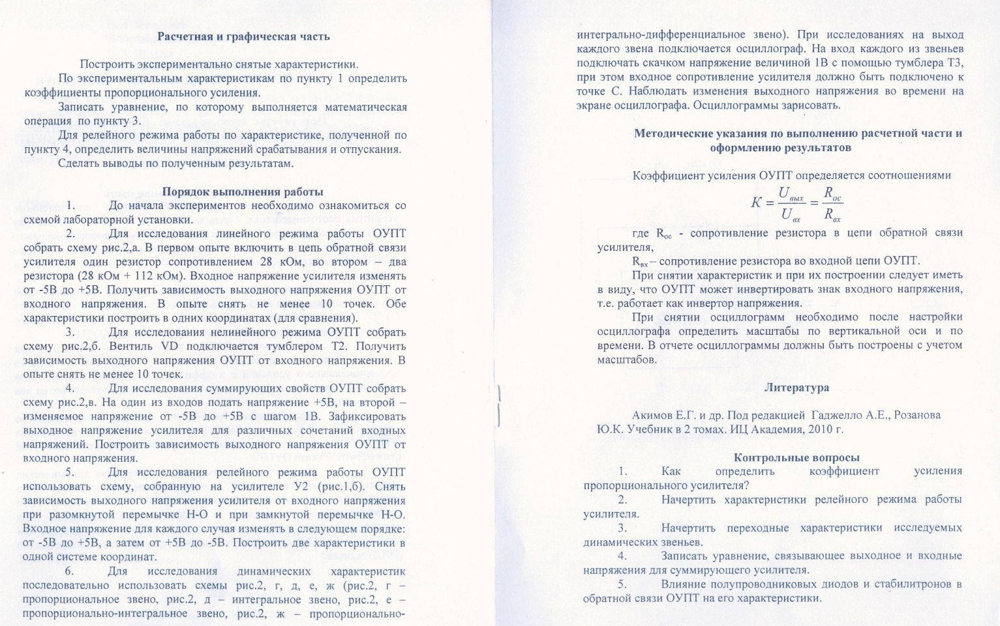 Расчетная и графическая часть
Построить экспериментально снятые характеристики.
По экспериментальным характеристикам по пункту 1 определить
коэффициенты пропорционального усиления.
Записать уравнение, по которому выполняется математическая
операция по пункту 3.
Для релейного режима работы по характеристике, полученной по
пункту 4, определить величины напряжений срабатывания и отпускания.
Сделать выводы по полученным результатам.
Порядок выполнения работы
1. До начала экспериментов необходимо ознакомиться со
схемой лабораторной установки.
2. Для исследования линейного режима работы ОУПТ
собрать схему рис.2,а. В первом опыте включить в цепь обратной связи
усилителя один резистор сопротивлением 28 кОм, во втором – два
резистора (28 кОм + 112 кОм). Входное напряжение усилителя изменять
от -5В до +5В. Получить зависимость выходного напряжения ОУПТ от
входного напряжения. В опыте снять не менее 10 точек. Обе
характеристики построить в одних координатах (для сравнения).
3. Для исследования нелинейного режима ОУПТ собрать
схему рис.2,б. Вентиль VD подключается тумблером Т2. Получить
зависимость выходного напряжения ОУПТ от входного напряжения. В
опыте снять не менее 10 точек.
4. Для исследования суммирующих свойств ОУПТ собрать
схему рис.2,в. На один из входов подать напряжение +5В, на второй –
изменяемое напряжение от -5В до +5В с шагом 1В. Зафиксировать
выходное напряжение усилителя для различных сочетаний входных
напряжений. Построить зависимость выходного напряжения ОУПТ от
входного напряжения.
5. Для исследования релейного режима работы ОУПТ
использовать схему, собранную на усилителе У2 (рис.1,б). Снять
зависимость выходного напряжения усилителя от входного напряжения
при разомкнутой перемычке Н-О и при замкнутой перемычке Н-О.
Входное напряжение для каждого случая изменять в следующем порядке:
от -5В до +5В, а затем от +5В до -5В. Построить две характеристики в
одной системе координат.
6. Для исследования динамических характеристик
последовательно использовать схемы рис.2, г, д, е, ж (рис.2, г –
пропорциональное звено, рис.2, д – интегральное звено, рис.2, е –
пропорционально-интегральное звено, рис.2, ж – пропорционально-
интегрально-дифференциальное звено). При исследованиях на выход
каждого звена подключается осциллограф. На вход каждого из звеньев
подключать скачком напряжение величиной 1В с помощью тумблера Т3,
при этом входное сопротивление усилителя должно быть подключено к
точке С. Наблюдать изменения выходного напряжения во времени на
экране осциллографа. Осциллограммы зарисовать.
Методические указания по выполнению расчетной части и
оформлению результатов
Коэффициент усиления ОУПТ определяется соотношениями
K = Uвых / Uвх = Rос / Rвх
где Rос - сопротивление резистора в цепи обратной связи
усилителя,
Rвх – сопротивление резистора во входной цепи ОУПТ.
При снятии характеристик и при их построении следует иметь
в виду, что ОУПТ может инвертировать знак входного напряжения,
т.е. работает как инвертор напряжения.
При снятии осциллограмм необходимо после настройки
осциллографа определить масштабы по вертикальной оси и по
времени. В отчете осциллограммы должны быть построены с учетом
масштабов.
Литература
Акимов Е.Г. и др. Под редакцией Гаджелло А.Е., Розанова
Ю.К. Учебник в 2 томах. ИЦ Академия, 2010 г.
Контрольные вопросы
1. Как определить коэффициент усиления
пропорционального усилителя?
2. Начертить характеристики релейного режима работы
усилителя.
3. Начертить переходные характеристики исследуемых
динамических звеньев.
4. Записать уравнение, связывающее выходное и входные
напряжения для суммирующего усилителя.
5. Влияние полупроводниковых диодов и стабилитронов в
обратной связи ОУПТ на его характеристики.